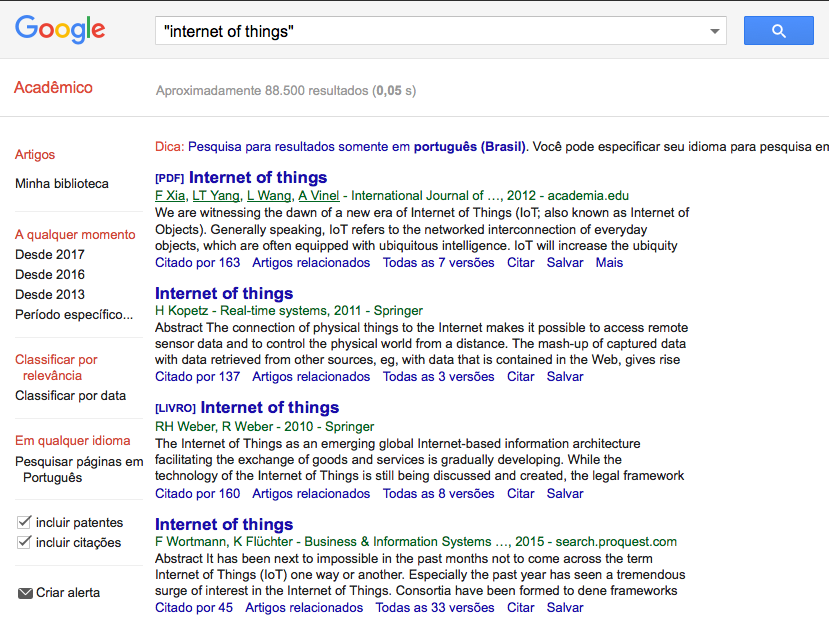 Google
"internet of things"
Acadêmico
Aproximadamente 88.500 resultados (0,05 s)
Artigos
Minha biblioteca
A qualquer momento
Desde 2017
Desde 2016
Desde 2013
Período específico...
Classificar por
relevância
Classificar por data
Em qualquer idioma
Pesquisar páginas em
Português
incluir patentes
incluir citações
Criar alerta
Dica: Pesquisa para resultados somente em português (Brasil). Você pode especificar seu idioma para pesquisa em
[PDF] Internet of things
F Xia, LT Yang, L Wang, A Vinel - International Journal of …, 2012 - academia.edu
We are witnessing the dawn of a new era of Internet of Things (IoT; also known as Internet of
Objects). Generally speaking, IoT refers to the networked interconnection of everyday
objects, which are often equipped with ubiquitous intelligence. IoT will increase the ubiquity
Citado por 163 Artigos relacionados Todas as 7 versões Citar Salvar Mais
Internet of things
H Kopetz - Real-time systems, 2011 - Springer
Abstract The connection of physical things to the Internet makes it possible to access remote
sensor data and to control the physical world from a distance. The mash-up of captured data
with data retrieved from other sources, eg, with data that is contained in the Web, gives rise
Citado por 137 Artigos relacionados Todas as 3 versões Citar Salvar
[LIVRO] Internet of things
RH Weber, R Weber - 2010 - Springer
The Internet of Things as an emerging global Internet-based information architecture
facilitating the exchange of goods and services is gradually developing. While the
technology of the Internet of Things is still being discussed and created, the legal framework
Citado por 160 Artigos relacionados Todas as 8 versões Citar Salvar
Internet of things
F Wortmann, K Flüchter - Business & Information Systems …, 2015 - search.proquest.com
Abstract It has been next to impossible in the past months not to come across the term
Internet of Things (IoT) one way or another. Especially the past year has seen a tremendous
surge of interest in the Internet of Things. Consortia have been formed to dene frameworks
Citado por 45 Artigos relacionados Todas as 33 versões Citar Salvar